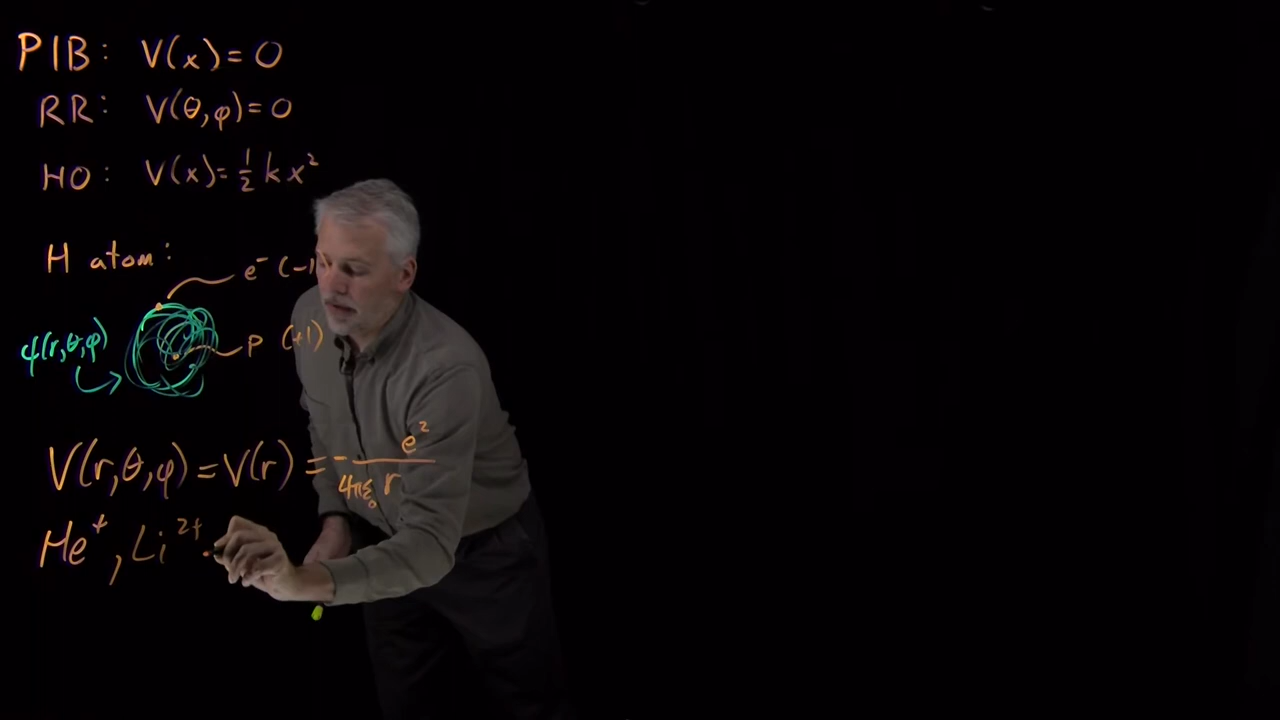 PIB: V(x) = 0
RR: V(θ,φ) = 0
HO: V(x) = 1/2 k x²
H atom:
e⁻ (-1)
ψ(r,θ,φ)
p (+1)
V(r,θ,φ) = V(r) = - e² / 4πε₀ r
He⁺, Li²⁺